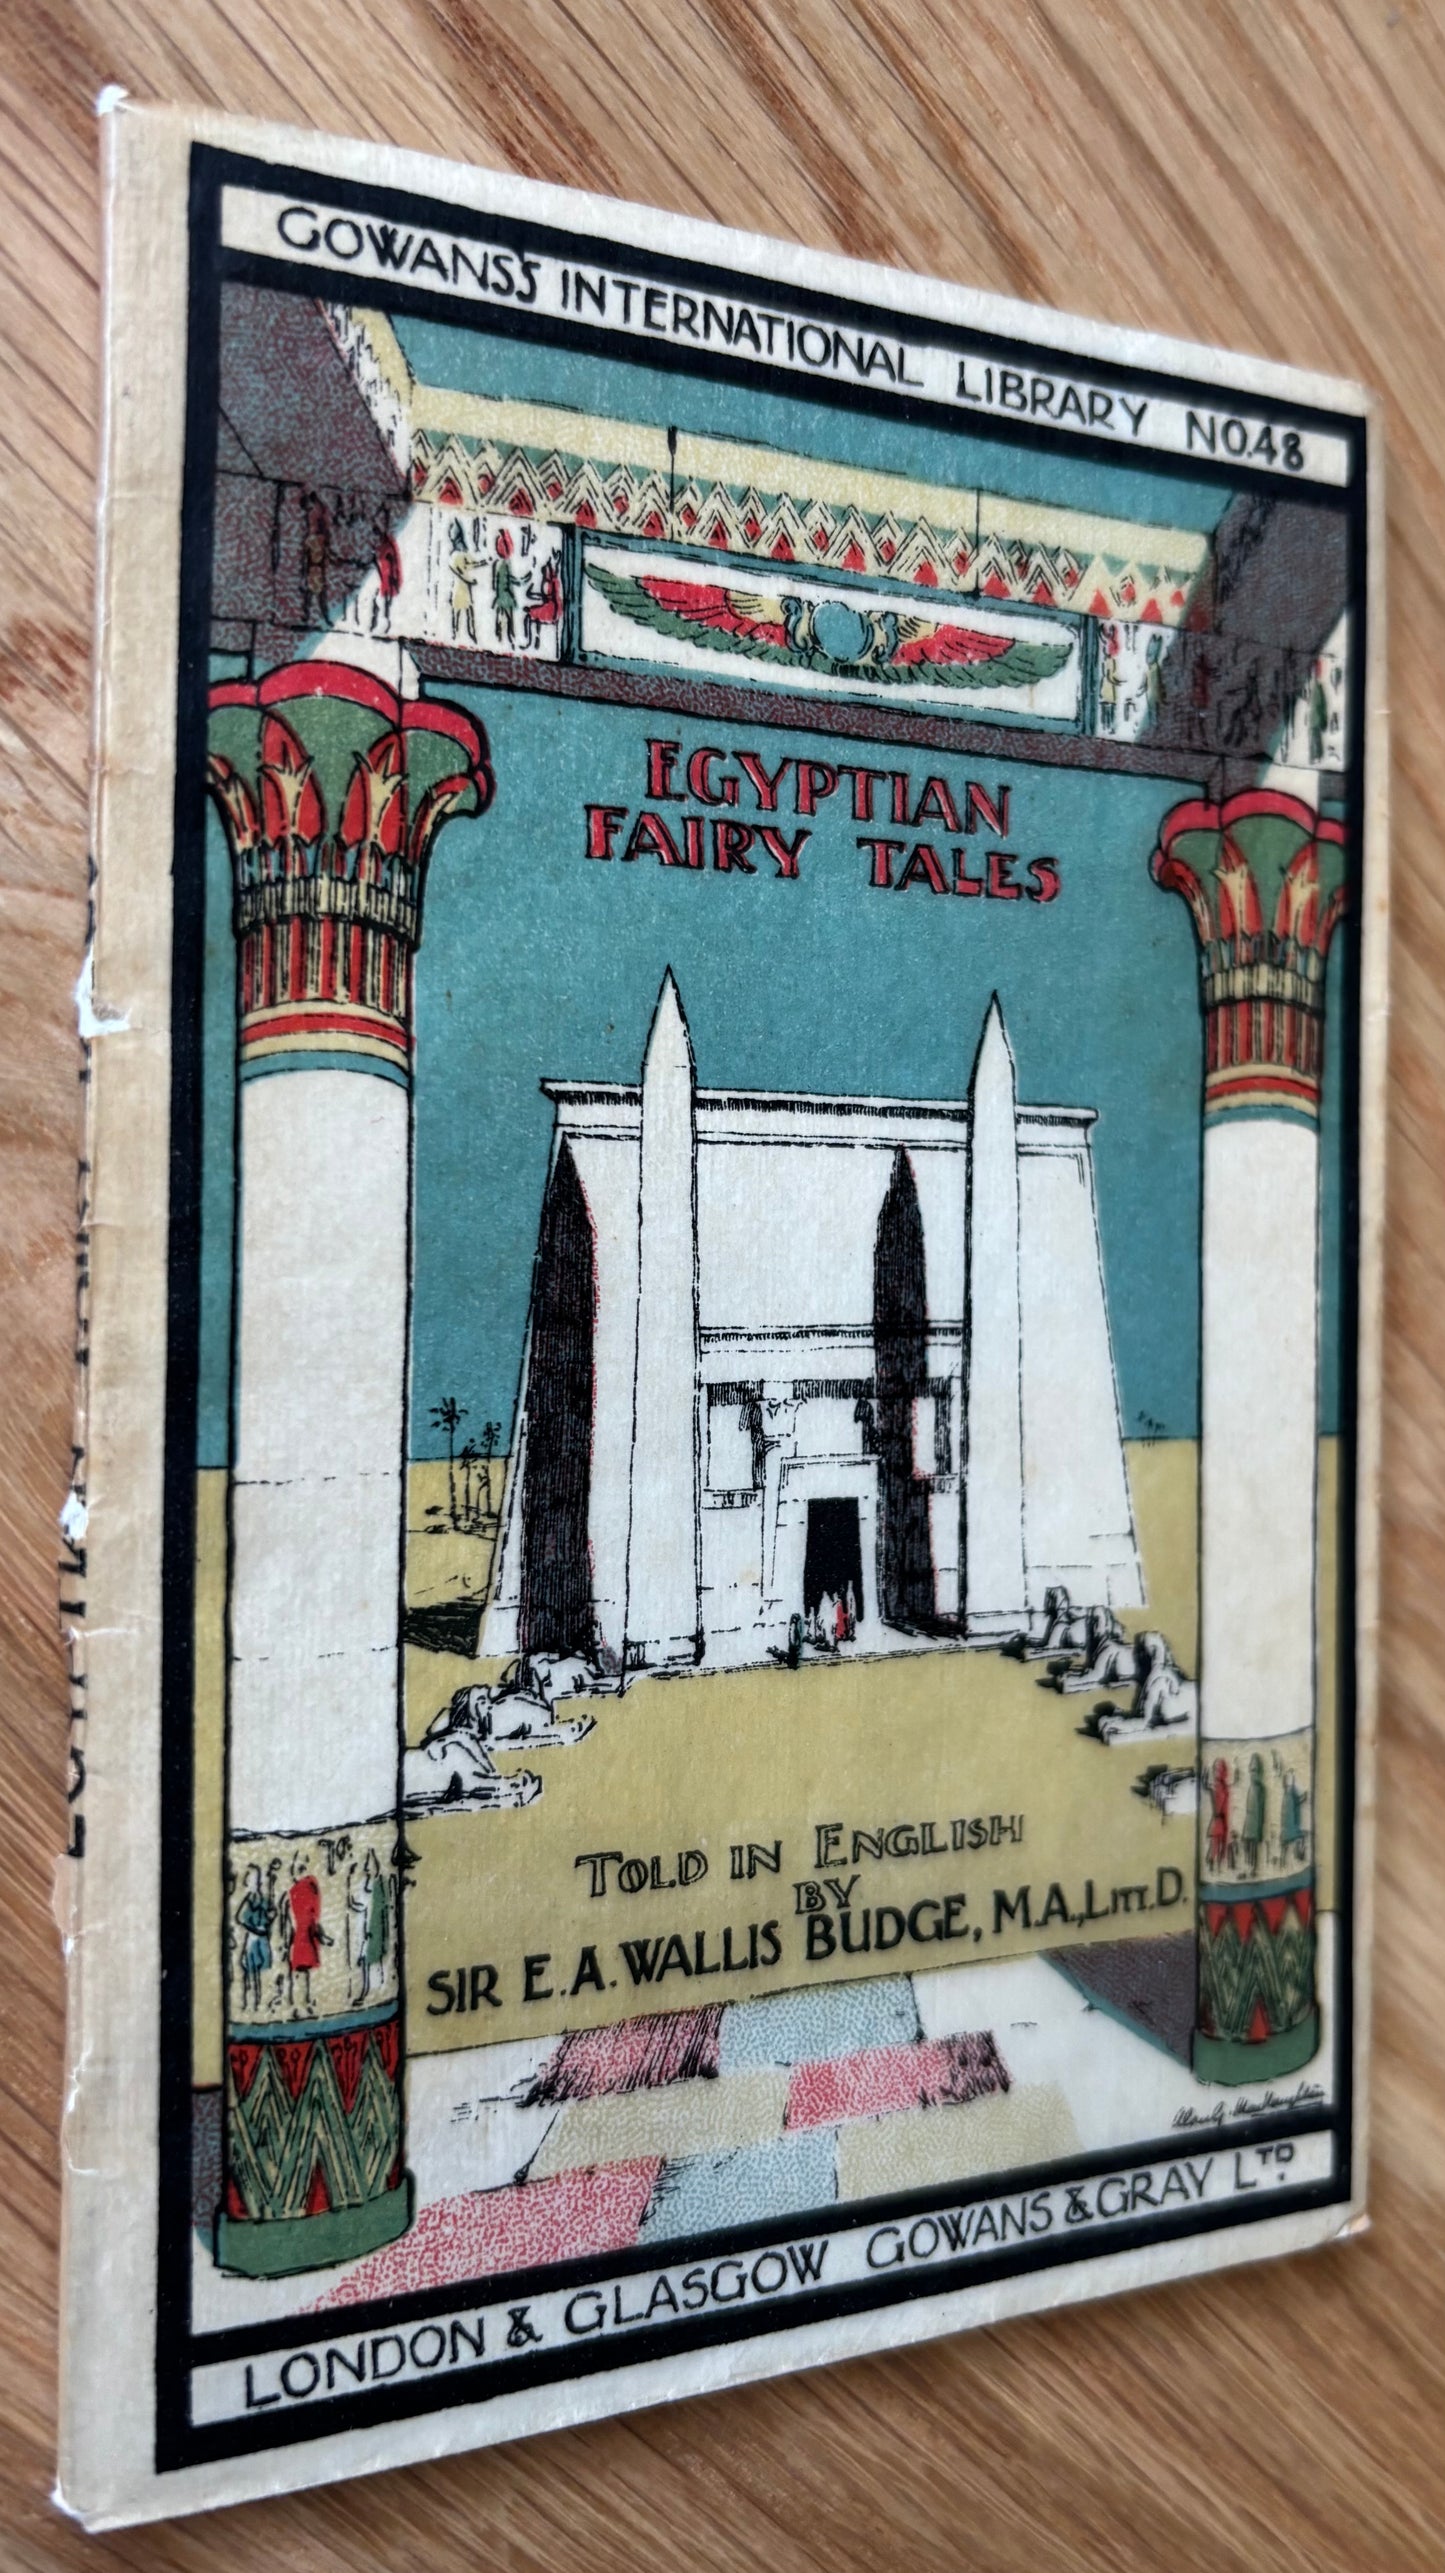 GOWANS'S INTERNATIONAL LIBRARY NO.48
EGYPTIAN
FAIRY TALES
TOLD IN ENGLISH
BY
SIR E.A. WALLIS BUDGE, M.A., LITT.D.
LONDON & GLASGOW GOWANS & GRAY LTD.